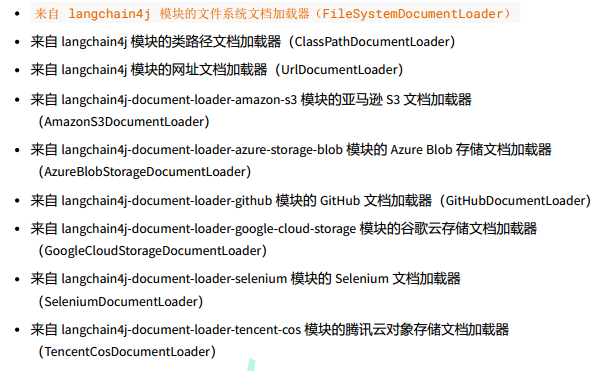 • 来自 langchain4j 模块的文件系统文档加载器（FileSystemDocumentLoader）
• 来自 langchain4j 模块的类路径文档加载器（ClassPathDocumentLoader）
• 来自 langchain4j 模块的网址文档加载器（UrlDocumentLoader）
• 来自 langchain4j-document-loader-amazon-s3 模块的亚马逊 S3 文档加载器
（AmazonS3DocumentLoader）
• 来自 langchain4j-document-loader-azure-storage-blob 模块的 Azure Blob 存储文档加载器
（AzureBlobStorageDocumentLoader）
• 来自 langchain4j-document-loader-github 模块的 GitHub 文档加载器（GitHubDocumentLoader）
• 来自 langchain4j-document-loader-google-cloud-storage 模块的谷歌云存储文档加载器
（GoogleCloudStorageDocumentLoader）
• 来自 langchain4j-document-loader-selenium 模块的 Selenium 文档加载器
（SeleniumDocumentLoader）
• 来自 langchain4j-document-loader-tencent-cos 模块的腾讯云对象存储文档加载器
（TencentCosDocumentLoader）